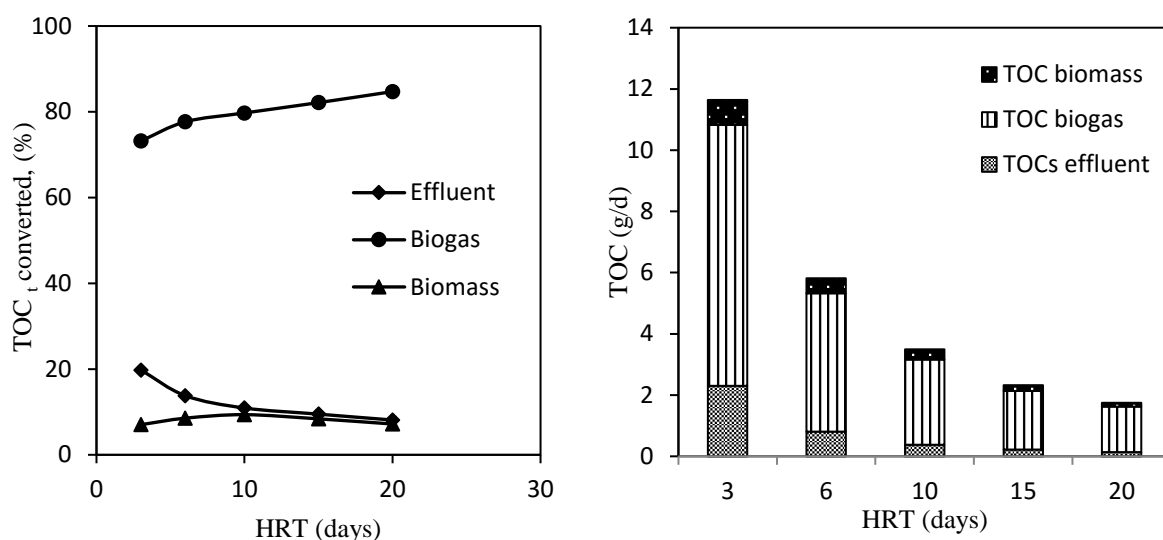 100
80
60
40
20
0
TOC t converted, (%)
Effluent
Biogas
Biomass
0 10 20 30
HRT (days)
14
12
10
8
6
4
2
0
TOC (g/d)
TOC biomass
TOC biogas
TOCs effluent
3 6 10 15 20
HRT (days)